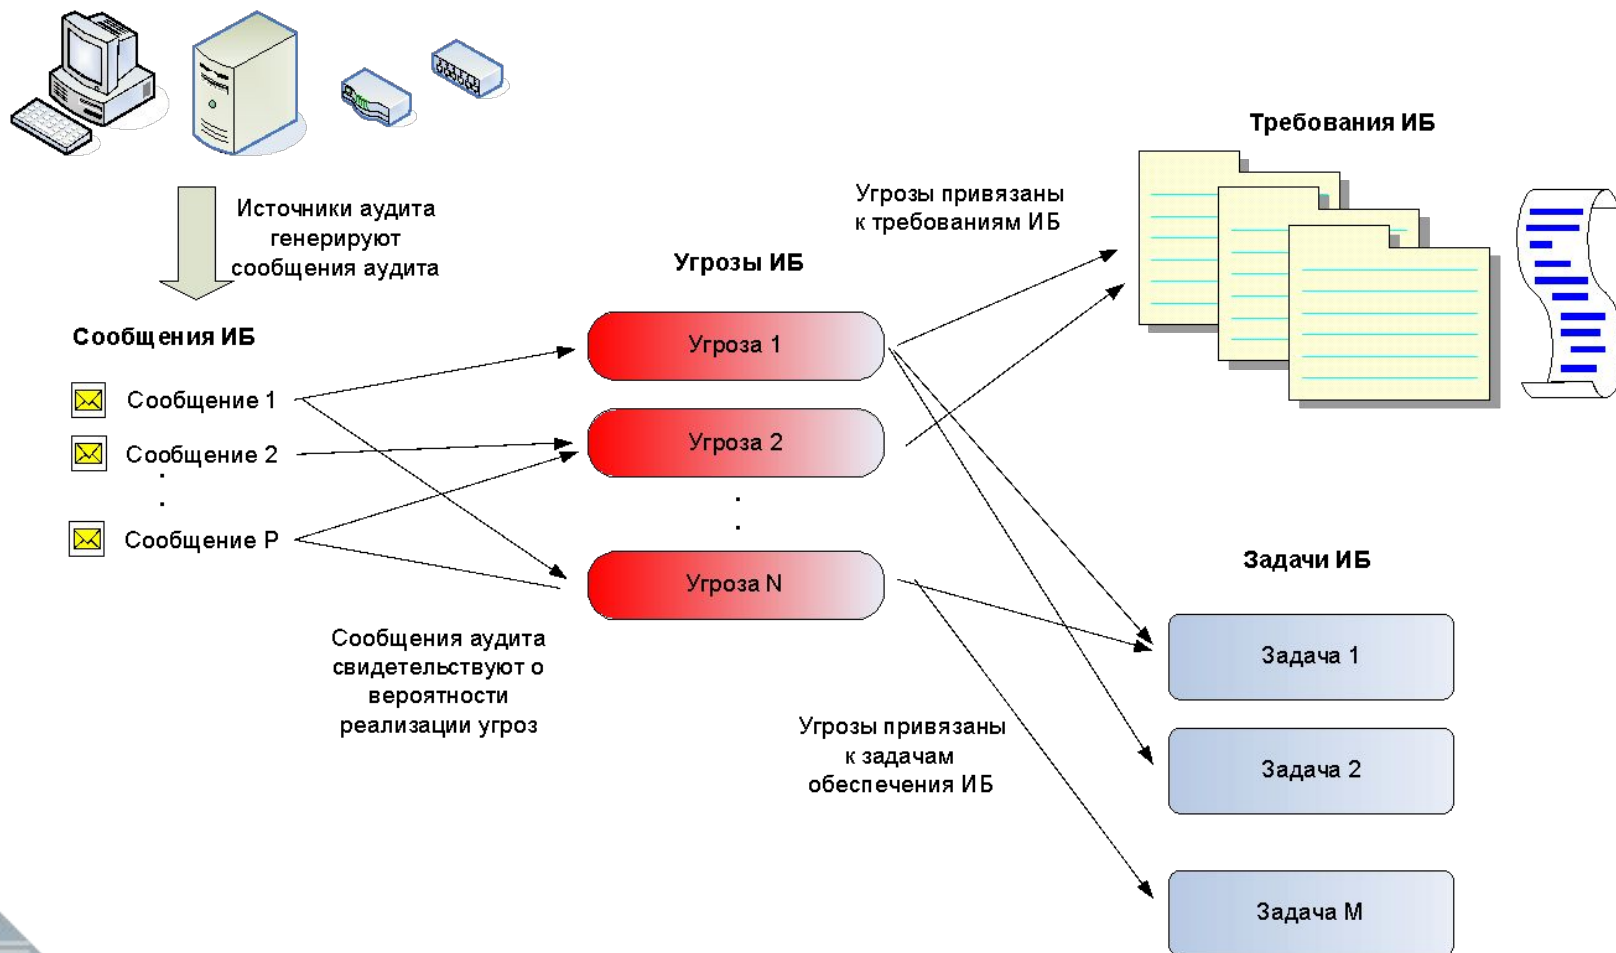 Требования ИБ
Угрозы привязаны
к требованиям ИБ
Источники аудита
генерируют
сообщения аудита
Угрозы ИБ
Сообщения ИБ
Угроза 1
Сообщение 1
Угроза 2
Сообщение 2
.
.
.
.
Сообщение P
Угроза N
Задачи ИБ
Сообщения аудита
свидетельствуют о
вероятности
реализации угроз
Задача 1
Угрозы привязаны
к задачам
обеспечения ИБ
Задача 2
Задача M